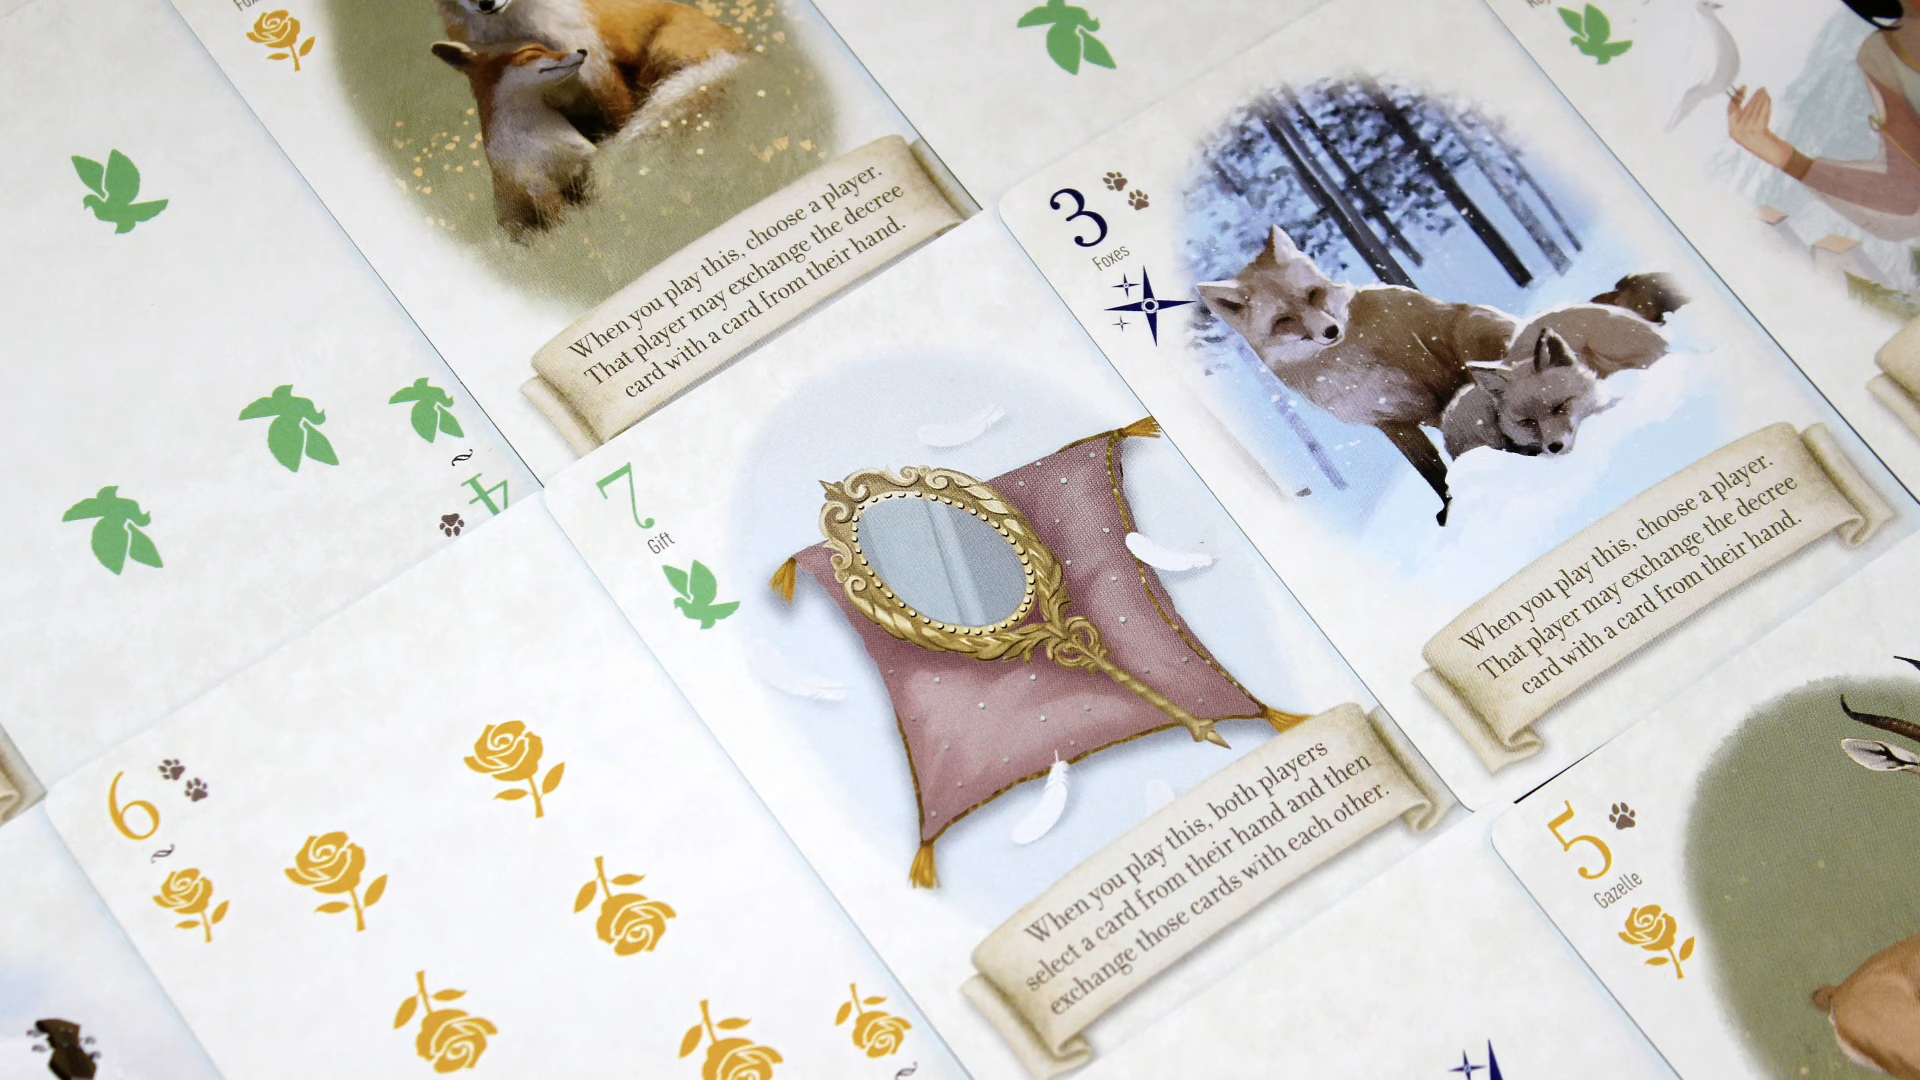 When you play this, choose a player.
That player may exchange the decree
card with a card from their hand.
3
Foxes
When you play this, choose a player.
That player may exchange the decree
card with a card from their hand.
4
7
Gift
When you play this, both players
select a card from their hand and then
exchange those cards with each other.
6
5
Gazelle